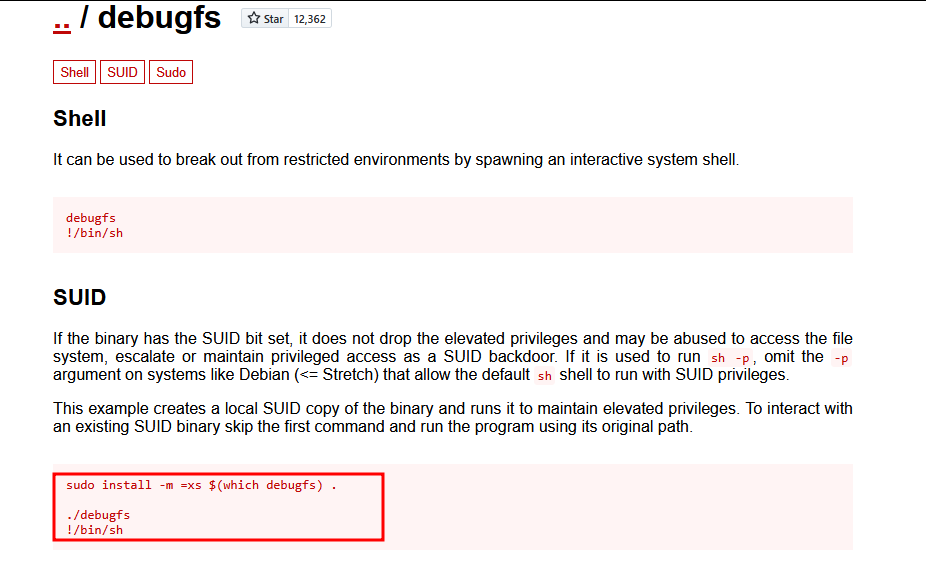 .. / debugfs Star 12,362
Shell SUID Sudo
Shell
It can be used to break out from restricted environments by spawning an interactive system shell.
debugfs
!/bin/sh
SUID
If the binary has the SUID bit set, it does not drop the elevated privileges and may be abused to access the file
system, escalate or maintain privileged access as a SUID backdoor. If it is used to run sh -p, omit the -p
argument on systems like Debian (<= Stretch) that allow the default sh shell to run with SUID privileges.
This example creates a local SUID copy of the binary and runs it to maintain elevated privileges. To interact with
an existing SUID binary skip the first command and run the program using its original path.
sudo install -m =xs $(which debugfs) .
./debugfs
!/bin/sh